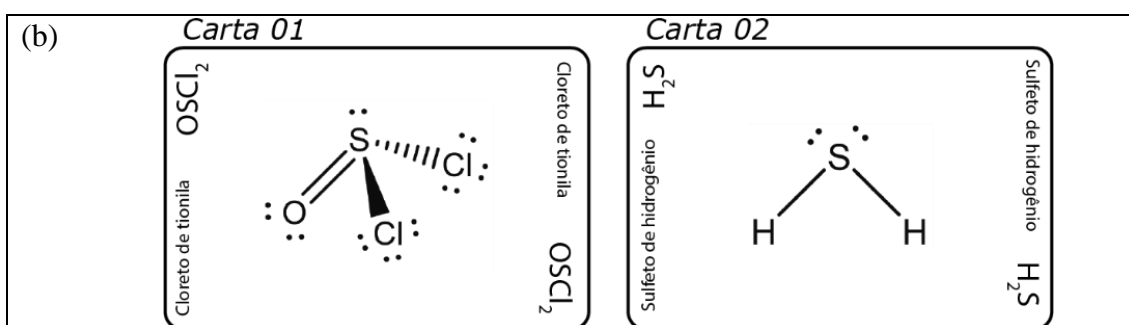 (b)
Carta 01
OSCl₂
Cloreto de tionila
S
O
Cl
Cl
Cloreto de tionila
OSCl₂
Carta 02
H₂S
Sulfeto de hidrogênio
S
H
H
Sulfeto de hidrogênio
H₂S